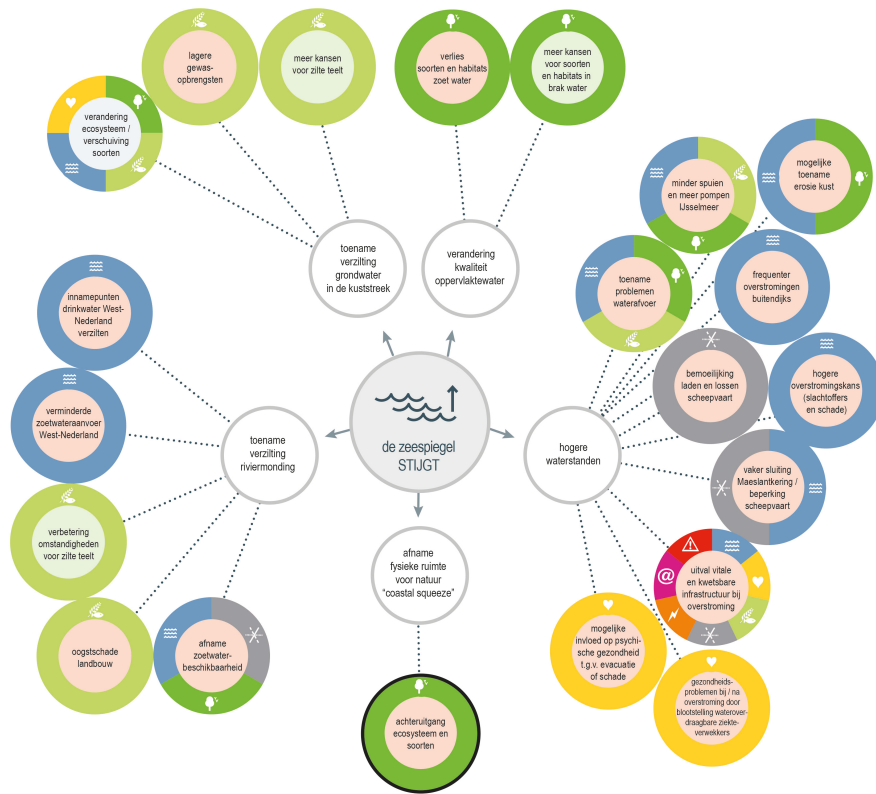 lagere
gewas-
opbrengsten
meer kansen
voor zilte teelt
verlies
soorten en habitats
zoet water
meer kansen
voor soorten
en habitats in
brak water
verandering
ecosysteem /
verschuiving
soorten
minder spuien
en meer pompen
IJsselmeer
mogelijke
toename
erosie kust
toename
verzilting
grondwater
in de kuststreek
verandering
kwaliteit
oppervlaktewater
toename
problemen
waterafvoer
frequenter
overstromingen
buitendijks
innamepunten
drinkwater West-
Nederland
verzilten
bemoeilijking
laden en lossen
scheepvaart
hogere
overstromingskans
(slachtoffers
en schade)
verminderde
zoetwateraanvoer
West-Nederland
toename
verzilting
riviermonding
de zeespiegel
STIJGT
hogere
waterstanden
vaker sluiting
Maeslantkering /
beperking
scheepvaart
verbetering
omstandigheden
voor zilte teelt
afname
fysieke ruimte
voor natuur
“coastal squeeze”
@
uitval vitale
en kwetsbare
infrastructuur bij
overstroming
oogstschade
landbouw
afname
zoetwater-
beschikbaarheid
mogelijke
invloed op psychi-
sche gezondheid
t.g.v. evacuatie
of schade
gezondheids-
problemen bij / na
overstroming door
blootstelling waterover-
draagbare ziekte-
verwekkers
achteruitgang
ecosysteem en
soorten